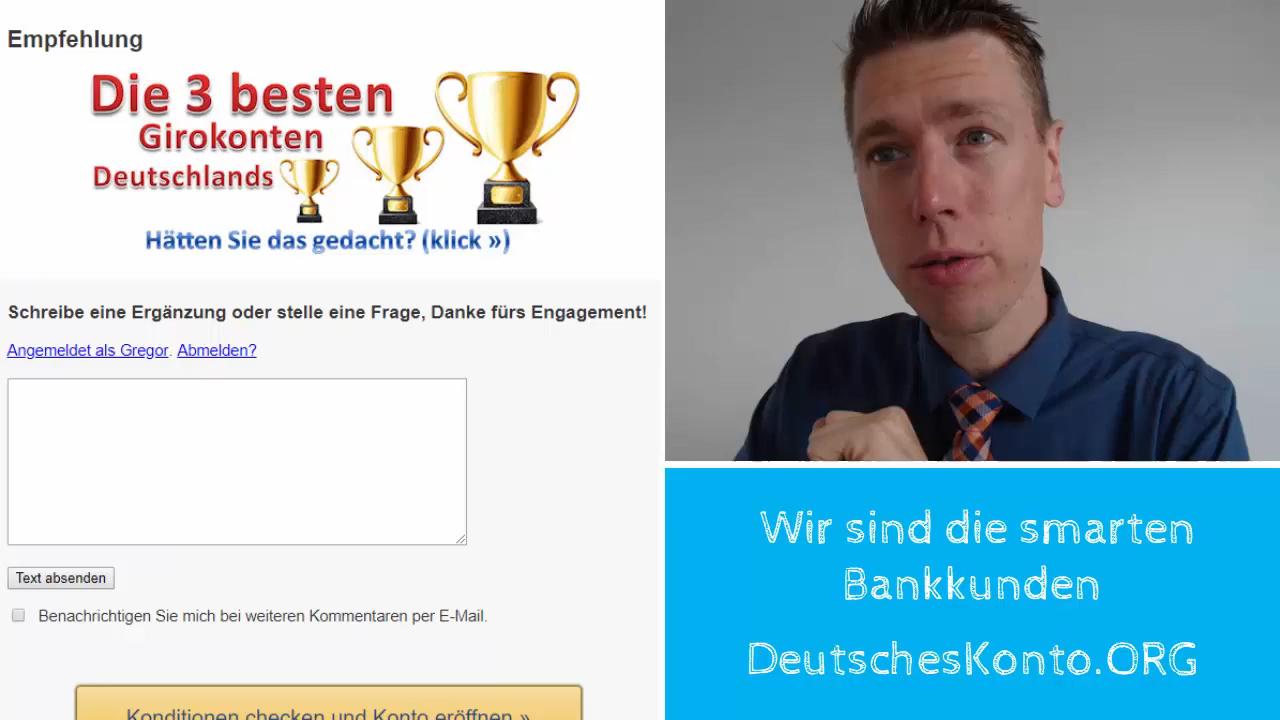 Empfehlung
Die 3 besten
Girokonten
Deutschlands
Hätten Sie das gedacht? (klick »)
Schreibe eine Ergänzung oder stelle eine Frage, Danke fürs Engagement!
Angemeldet als Gregor. Abmelden?
Text absenden
Benachrichtigen Sie mich bei weiteren Kommentaren per E-Mail.
Konditionen checken und Konto eröffnen »
Wir sind die smarten
Bankkunden
DeutschesKonto.ORG